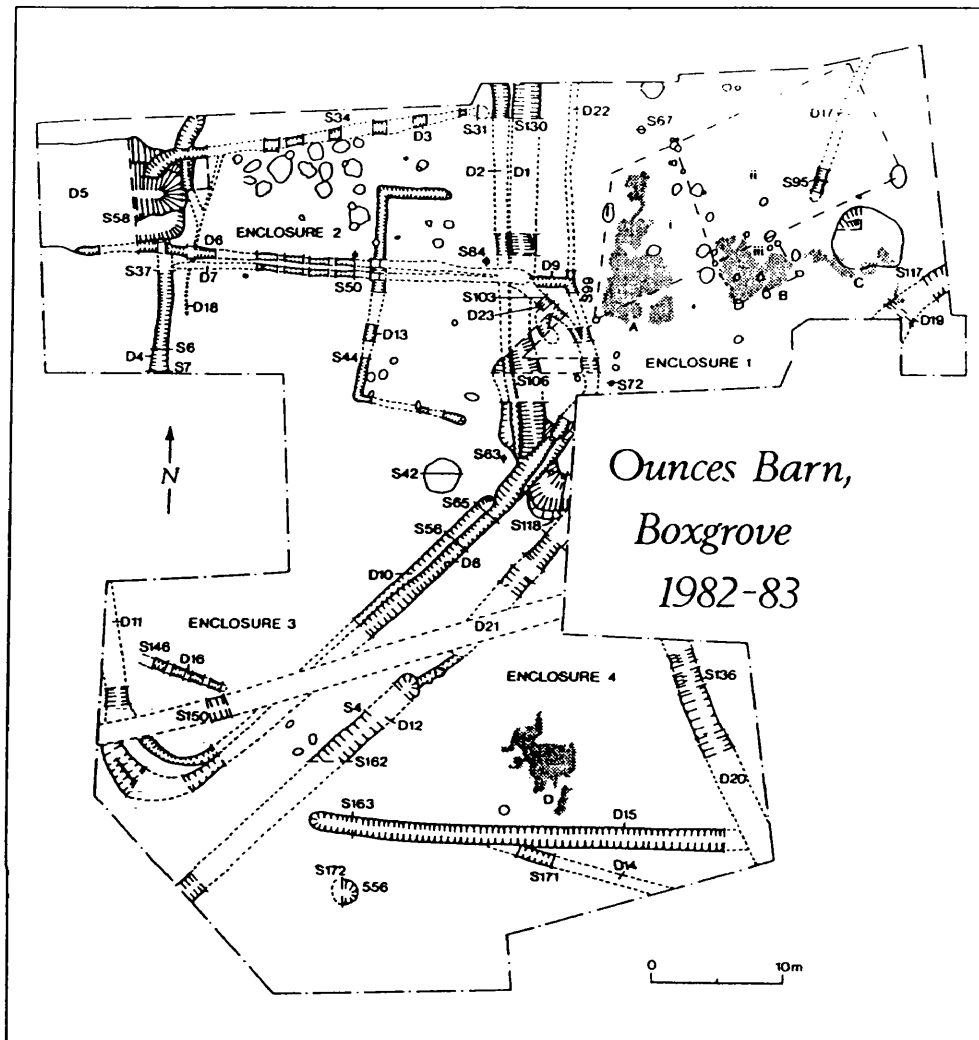 S34
D3
S31
S130
D22
S67
D17
D2
D1
ii
S95
D5
S58
i
D6
ENCLOSURE 2
S84
iii
S37
D7
S50
D9
S99
S117
S103
D23
A
B
C
D18
D19
D13
S6
D4
S7
S44
S106
ENCLOSURE 1
S72
N
S63
S42
Ounces Barn,
Boxgrove
1982-83
S65
S56
S118
D8
D10
D11
ENCLOSURE 3
D21
S146
D16
S136
ENCLOSURE 4
S150
S4
D12
S162
D20
D
S163
D15
S171
D14
S172
556
0
10m